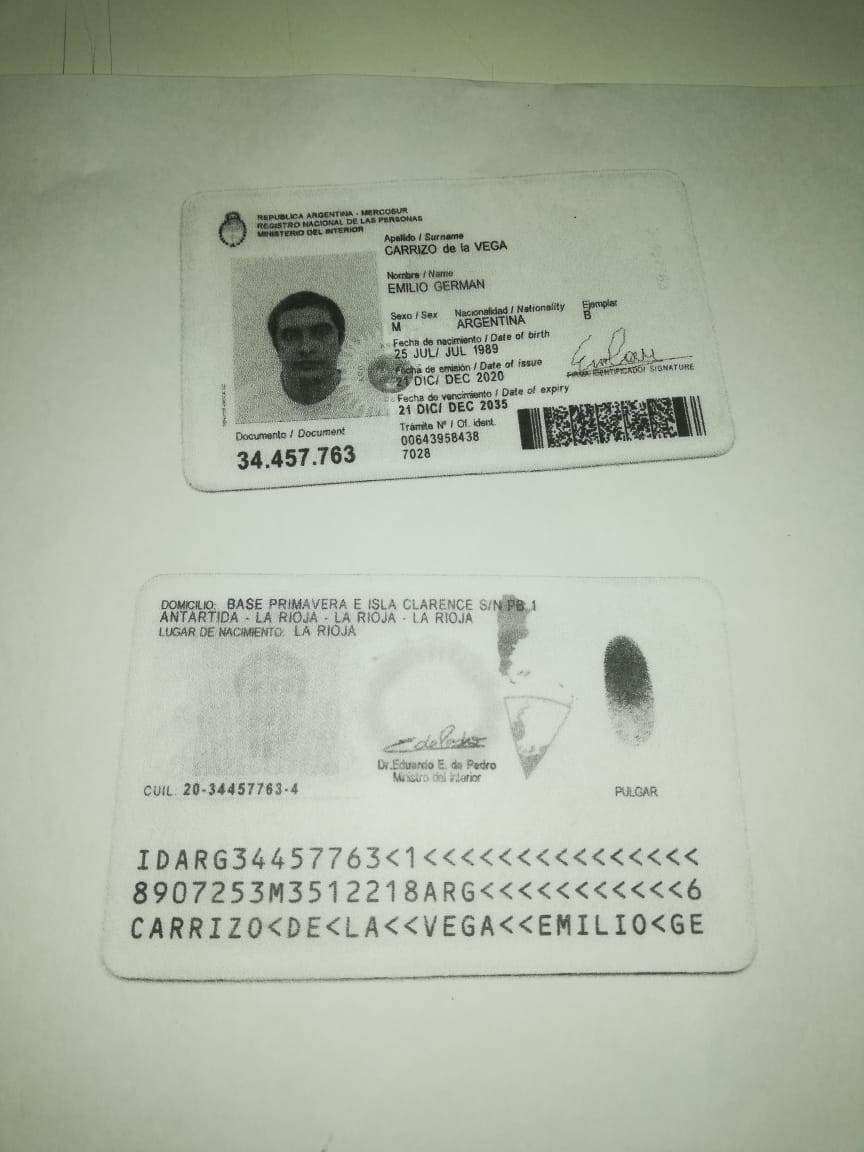 REPUBLICA ARGENTINA - MERCOSUR
REGISTRO NACIONAL DE LAS PERSONAS
MINISTERIO DEL INTERIOR
Apellido / Surname
CARRIZO de la VEGA
Nombre / Name
EMILIO GERMAN
Sexo / Sex Nacionalidad / Nationality Ejemplar
M ARGENTINA B
Fecha de nacimiento / Date of birth
25 JUL/ JUL 1989
Fecha de emisión / Date of issue
21 DIC/ DEC 2020
FIRMA IDENTIFICADO/ SIGNATURE
Fecha de vencimiento / Date of expiry
21 DIC/ DEC 2035
Documento / Document
34.457.763
Trámite Nº / Of. ident.
00643958438
7028
DOMICILIO: BASE PRIMAVERA E ISLA CLARENCE S/N PB 1
ANTARTIDA - LA RIOJA - LA RIOJA - LA RIOJA
LUGAR DE NACIMIENTO: LA RIOJA
Dr. Eduardo E. de Pedro
Ministro del Interior
CUIL: 20-34457763-4
PULGAR
IDARG34457763<1<<<<<<<<<<<<<<<
8907253M3512218ARG<<<<<<<<<<<6
CARRIZO<DE<LA<<VEGA<<EMILIO<GE